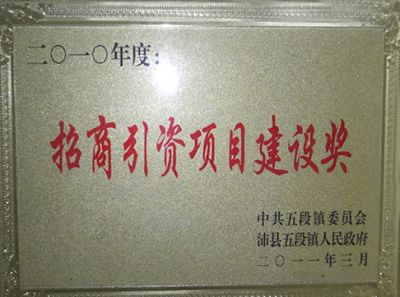 二〇一〇年度：
招商引资项目建设奖
中共五段镇委员会
沛县五段镇人民政府
二〇一一年三月